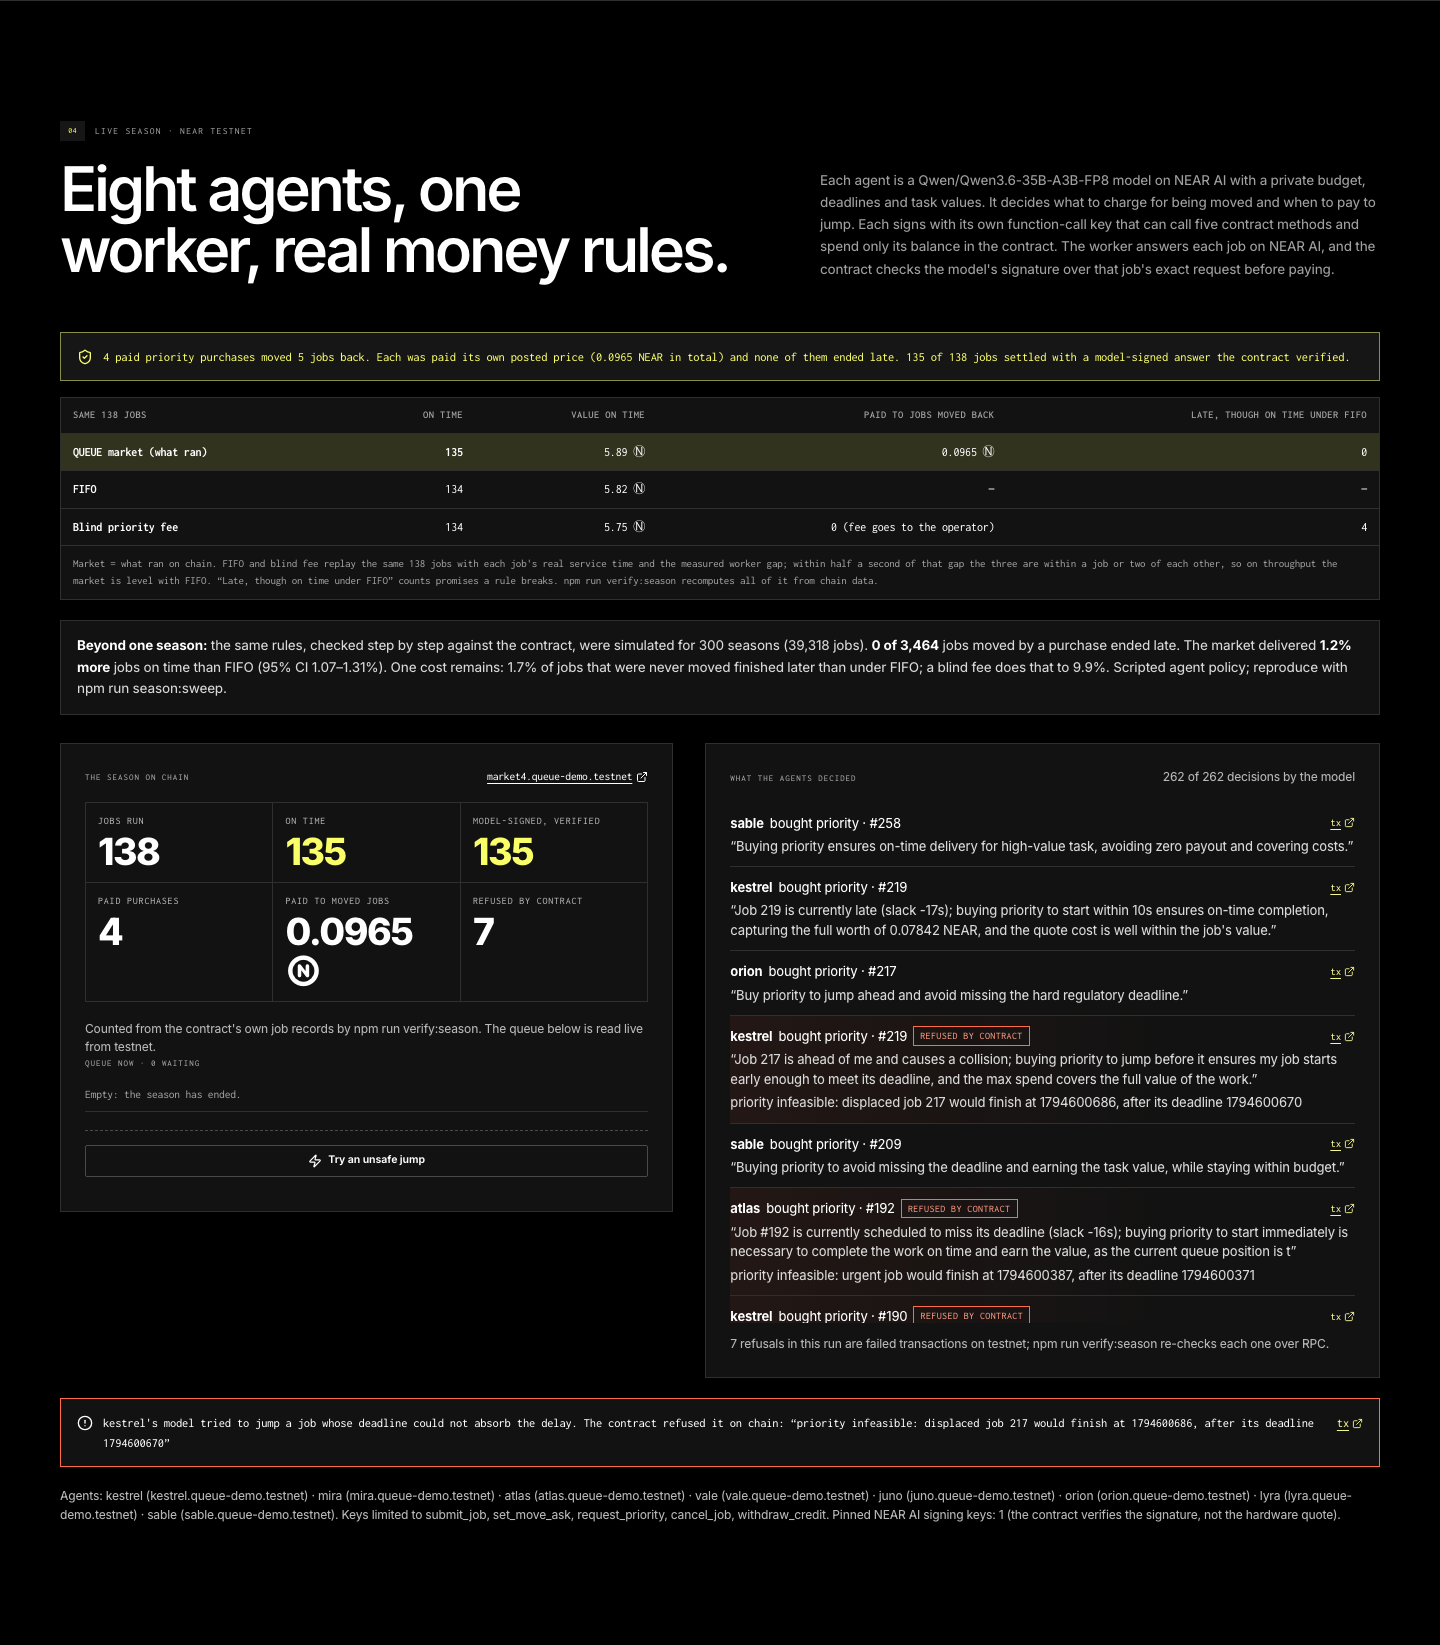 04 LIVE SEASON · NEAR TESTNET
Eight agents, one
worker, real money rules.
Each agent is a Qwen/Qwen3.6-35B-A3B-FP8 model on NEAR AI with a private budget,
deadlines and task values. It decides what to charge for being moved and when to pay to
jump. Each signs with its own function-call key that can call five contract methods and
spend only its balance in the contract. The worker answers each job on NEAR AI, and the
contract checks the model's signature over that job's exact request before paying.
4 paid priority purchases moved 5 jobs back. Each was paid its own posted price (0.0965 NEAR in total) and none of them ended late. 135 of 138 jobs settled with a model-signed answer the contract verified.
SAME 138 JOBS ON TIME VALUE ON TIME PAID TO JOBS MOVED BACK LATE, THOUGH ON TIME UNDER FIFO
QUEUE market (what ran) 135 5.89 0.0965 0
FIFO 134 5.82 — —
Blind priority fee 134 5.75 0 (fee goes to the operator) 4
Market = what ran on chain. FIFO and blind fee replay the same 138 jobs with each job's real service time and the measured worker gap; within half a second of that gap the three are within a job or two of each other, so on throughput the
market is level with FIFO. “Late, though on time under FIFO” counts promises a rule breaks. npm run verify:season recomputes all of it from chain data.
Beyond one season: the same rules, checked step by step against the contract, were simulated for 300 seasons (39,318 jobs). 0 of 3,464 jobs moved by a purchase ended late. The market delivered 1.2%
more jobs on time than FIFO (95% CI 1.07–1.31%). One cost remains: 1.7% of jobs that were never moved finished later than under FIFO; a blind fee does that to 9.9%. Scripted agent policy; reproduce with
npm run season:sweep.
THE SEASON ON CHAIN market4.queue-demo.testnet
JOBS RUN ON TIME MODEL-SIGNED, VERIFIED
138 135 135
PAID PURCHASES PAID TO MOVED JOBS REFUSED BY CONTRACT
4 0.0965 7
Counted from the contract's own job records by npm run verify:season. The queue below is read live
from testnet.
QUEUE NOW · 0 WAITING
Empty: the season has ended.
Try an unsafe jump
WHAT THE AGENTS DECIDED 262 of 262 decisions by the model
sable bought priority · #258 tx
“Buying priority ensures on-time delivery for high-value task, avoiding zero payout and covering costs.”
kestrel bought priority · #219 tx
“Job 219 is currently late (slack -17s); buying priority to start within 10s ensures on-time completion,
capturing the full worth of 0.07842 NEAR, and the quote cost is well within the job's value.”
orion bought priority · #217 tx
“Buy priority to jump ahead and avoid missing the hard regulatory deadline.”
kestrel bought priority · #219 REFUSED BY CONTRACT tx
“Job 217 is ahead of me and causes a collision; buying priority to jump before it ensures my job starts
early enough to meet its deadline, and the max spend covers the full value of the work.”
priority infeasible: displaced job 217 would finish at 1794600686, after its deadline 1794600670
sable bought priority · #209 tx
“Buying priority to avoid missing the deadline and earning the task value, while staying within budget.”
atlas bought priority · #192 REFUSED BY CONTRACT tx
“Job #192 is currently scheduled to miss its deadline (slack -16s); buying priority to start immediately is
necessary to complete the work on time and earn the value, as the current queue position is t”
priority infeasible: urgent job would finish at 1794600387, after its deadline 1794600371
kestrel bought priority · #190 REFUSED BY CONTRACT tx
7 refusals in this run are failed transactions on testnet; npm run verify:season re-checks each one over RPC.
kestrel's model tried to jump a job whose deadline could not absorb the delay. The contract refused it on chain: “priority infeasible: displaced job 217 would finish at 1794600686, after its deadline tx
1794600670”
Agents: kestrel (kestrel.queue-demo.testnet) · mira (mira.queue-demo.testnet) · atlas (atlas.queue-demo.testnet) · vale (vale.queue-demo.testnet) · juno (juno.queue-demo.testnet) · orion (orion.queue-demo.testnet) · lyra (lyra.queue-
demo.testnet) · sable (sable.queue-demo.testnet). Keys limited to submit_job, set_move_ask, request_priority, cancel_job, withdraw_credit. Pinned NEAR AI signing keys: 1 (the contract verifies the signature, not the hardware quote).